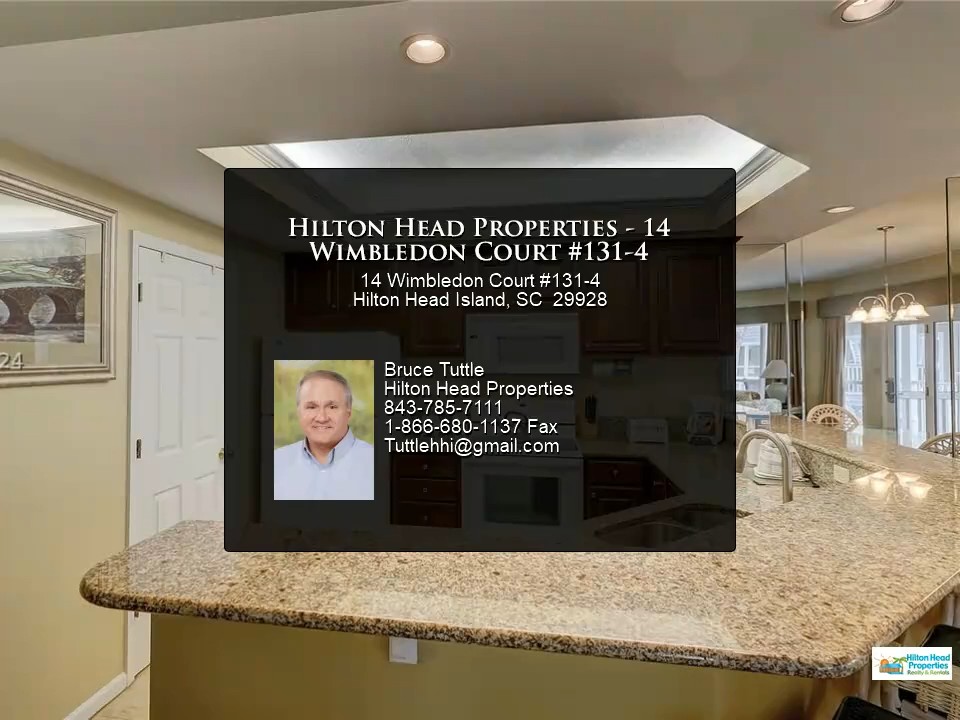 Hilton Head Properties - 14
Wimbledon Court #131-4
14 Wimbledon Court #131-4
Hilton Head Island, SC  29928
24
Bruce Tuttle
Hilton Head Properties
843-785-7111
1-866-680-1137 Fax
Tuttlehhi@gmail.com
Hilton Head
Properties
Realty & Rentals